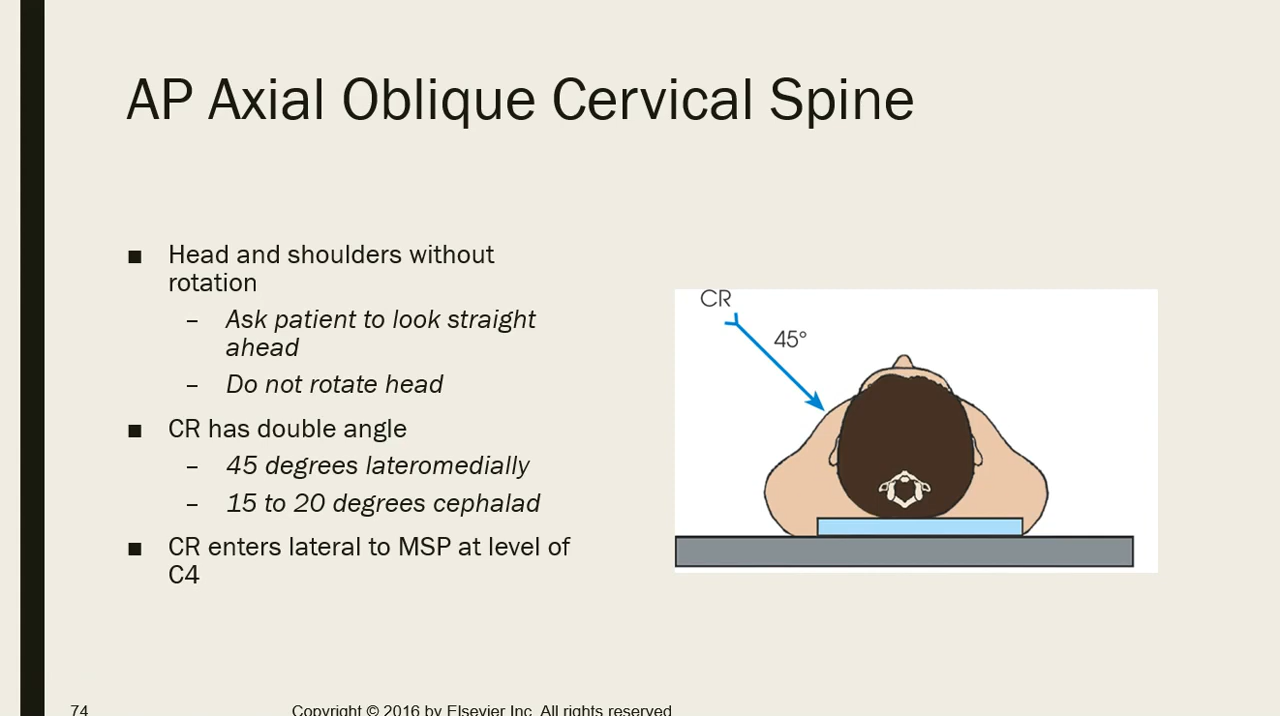 AP Axial Oblique Cervical Spine
■ Head and shoulders without
rotation
– Ask patient to look straight
ahead
– Do not rotate head
■ CR has double angle
– 45 degrees lateromedially
– 15 to 20 degrees cephalad
■ CR enters lateral to MSP at level of
C4
CR
45°
74
Copyright © 2016 by Elsevier Inc. All rights reserved